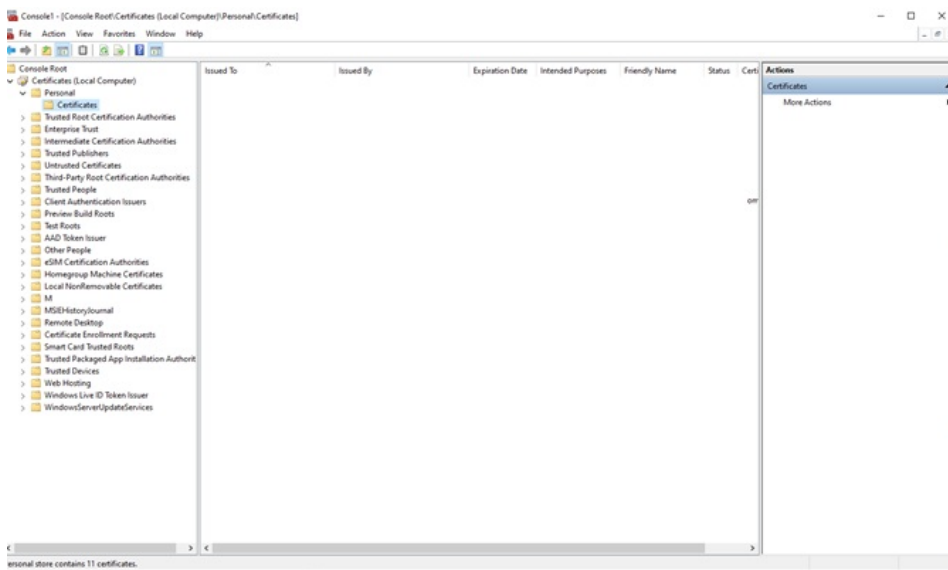 Console1 - [Console Root\Certificates (Local Computer)\Personal\Certificates]
File Action View Favorites Window Help
Console Root
Certificates (Local Computer)
Personal
Certificates
Trusted Root Certification Authorities
Enterprise Trust
Intermediate Certification Authorities
Trusted Publishers
Untrusted Certificates
Third-Party Root Certification Authorities
Trusted People
Client Authentication Issuers
Preview Build Roots
Test Roots
AAD Token Issuer
Other People
eSIM Certification Authorities
Homegroup Machine Certificates
Local NonRemovable Certificates
M
MSIEHistoryJournal
Remote Desktop
Certificate Enrollment Requests
Smart Card Trusted Roots
Trusted Packaged App Installation Authorit
Trusted Devices
Web Hosting
Windows Live ID Token Issuer
WindowsServerUpdateServices
Issued To Issued By Expiration Date Intended Purposes Friendly Name Status Certi
om
Actions
Certificates
More Actions
ersonal store contains 11 certificates.